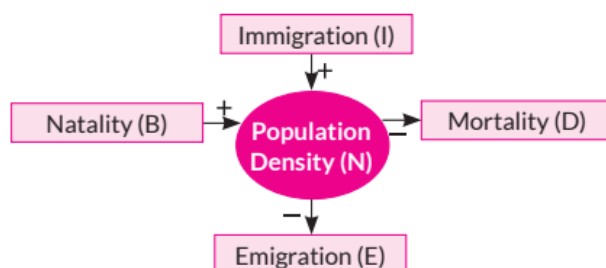 Immigration (I)
+
+
Natality (B)
+
Population
Density (N)
−
Mortality (D)
−
Emigration (E)